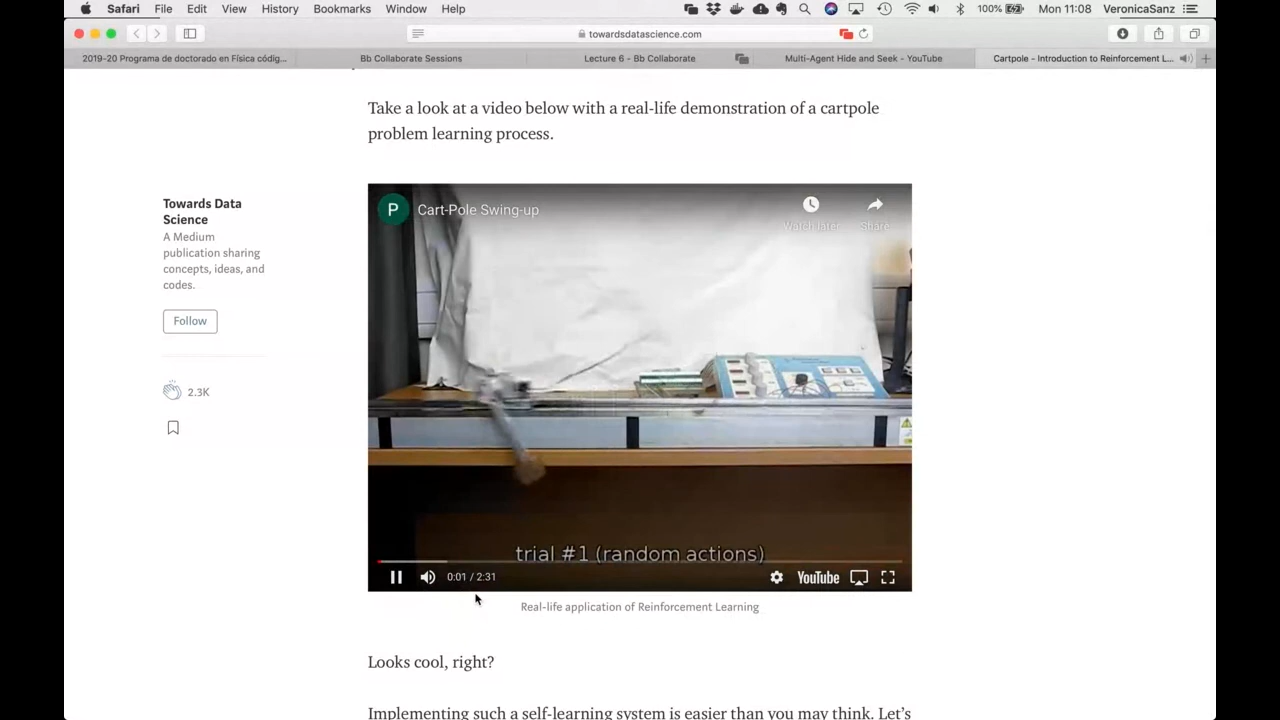 Safari File Edit View History Bookmarks Window Help 100% Mon 11:08 VeronicaSanz
towardsdatascience.com
2019-20 Programa de doctorado en Física códig... Bb Collaborate Sessions Lecture 6 - Bb Collaborate Multi-Agent Hide and Seek - YouTube Cartpole - Introduction to Reinforcement L...
Take a look at a video below with a real-life demonstration of a cartpole
problem learning process.
Towards Data
Science
A Medium
publication sharing
concepts, ideas, and
codes.
Follow
2.3K
P Cart-Pole Swing-up
Watch later Share
trial #1 (random actions)
0:01 / 2:31 YouTube
Real-life application of Reinforcement Learning
Looks cool, right?
Implementing such a self-learning system is easier than you may think. Let's